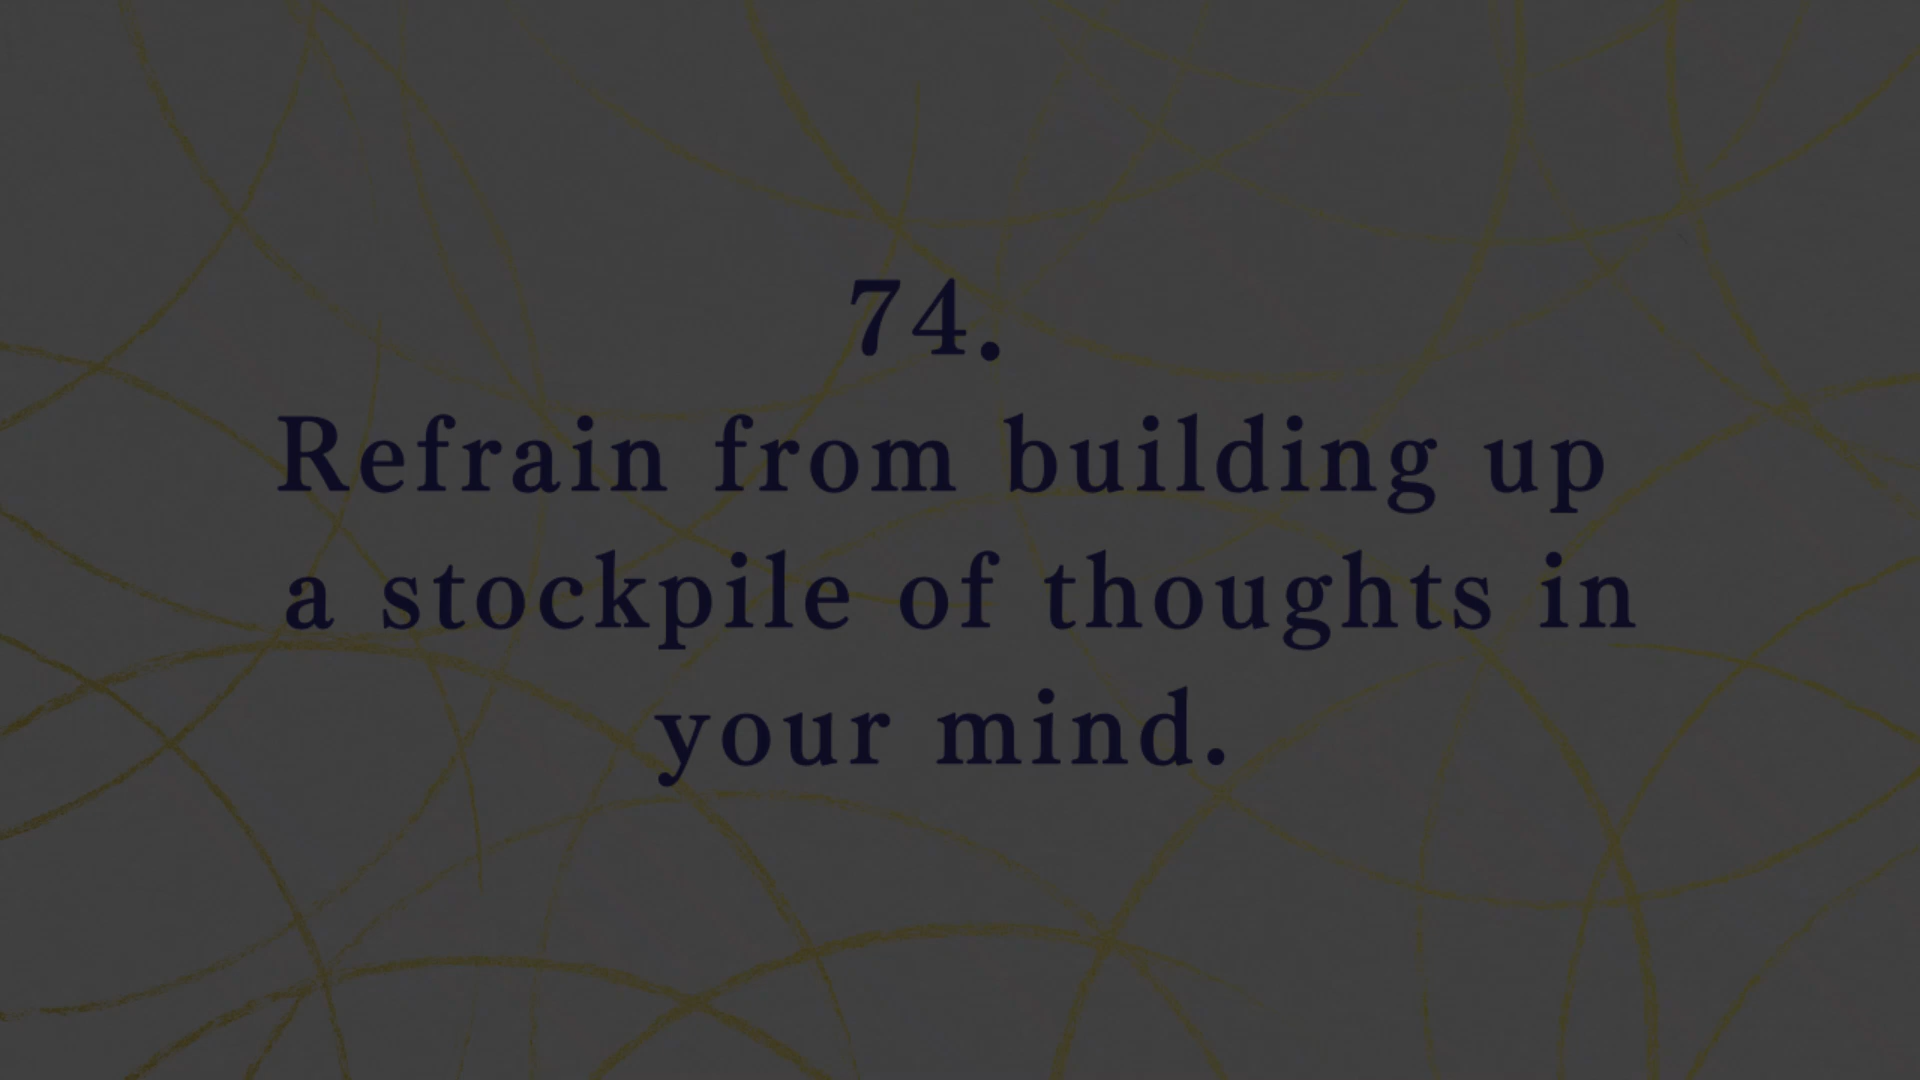 74.
Refrain from building up
a stockpile of thoughts in
your mind.